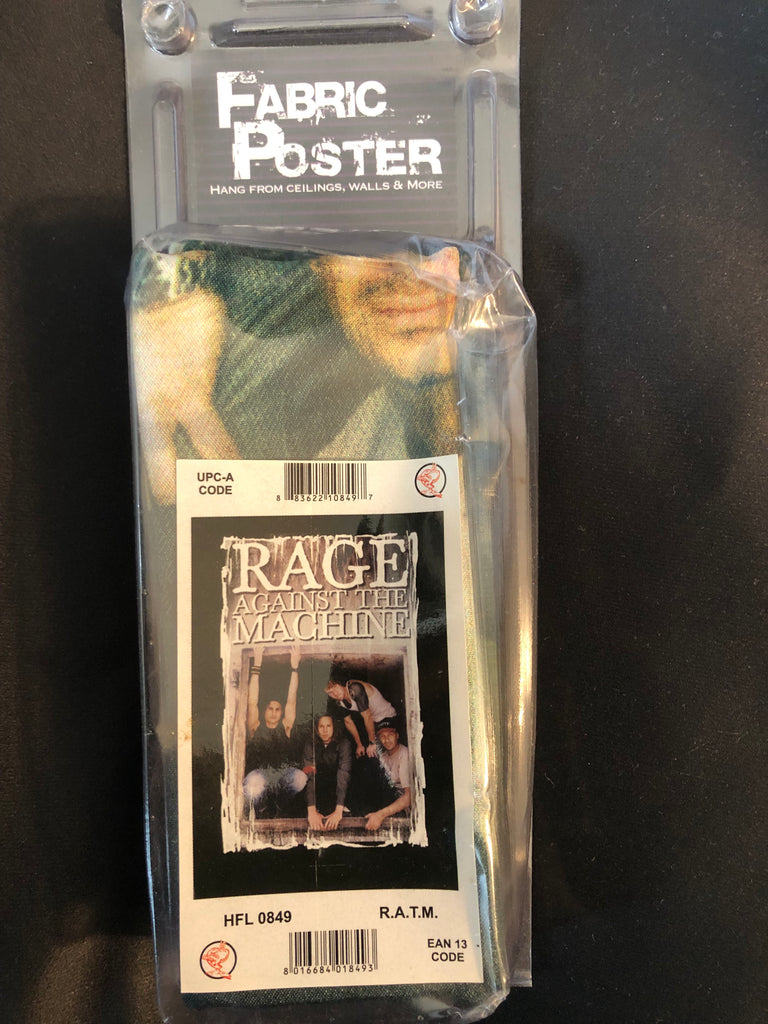 FABRIC
POSTER
HANG FROM CEILINGS, WALLS & MORE
UPC-A
CODE
8 83622 10849 7
RAGE
AGAINST THE
MACHINE
HFL 0849
R.A.T.M.
EAN 13
CODE
8 016684 018493